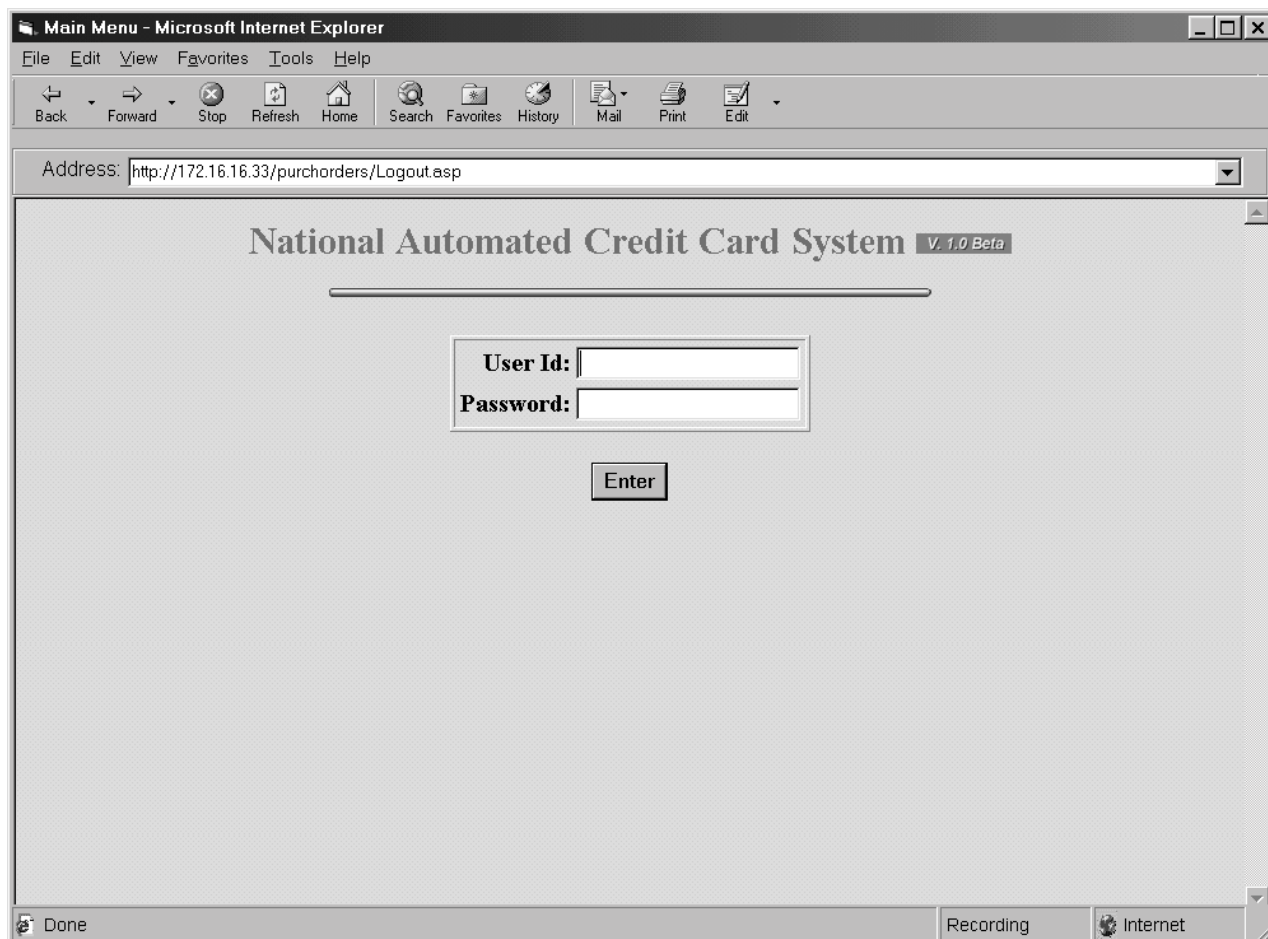 Main Menu - Microsoft Internet Explorer
File Edit View Favorites Tools Help
Back Forward Stop Refresh Home Search Favorites History Mail Print Edit
Address: http://172.16.16.33/purchorders/Logout.asp
National Automated Credit Card System V. 1.0 Beta
User Id:
Password:
Enter
Done Recording Internet